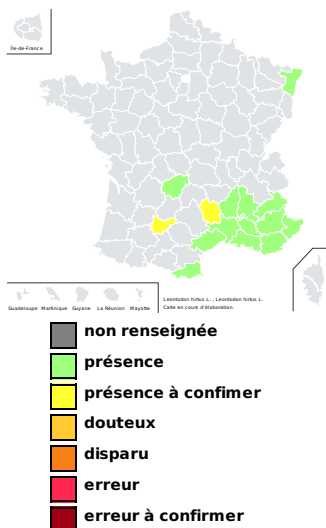 Île-de-France
Guadeloupe Martinique Guyane La Réunion Mayotte
Leontodon hirtus L. , Leontodon hirtus L.
Carte en cours d'élaboration.
non renseignée
présence
présence à confimer
douteux
disparu
erreur
erreur à confirmer